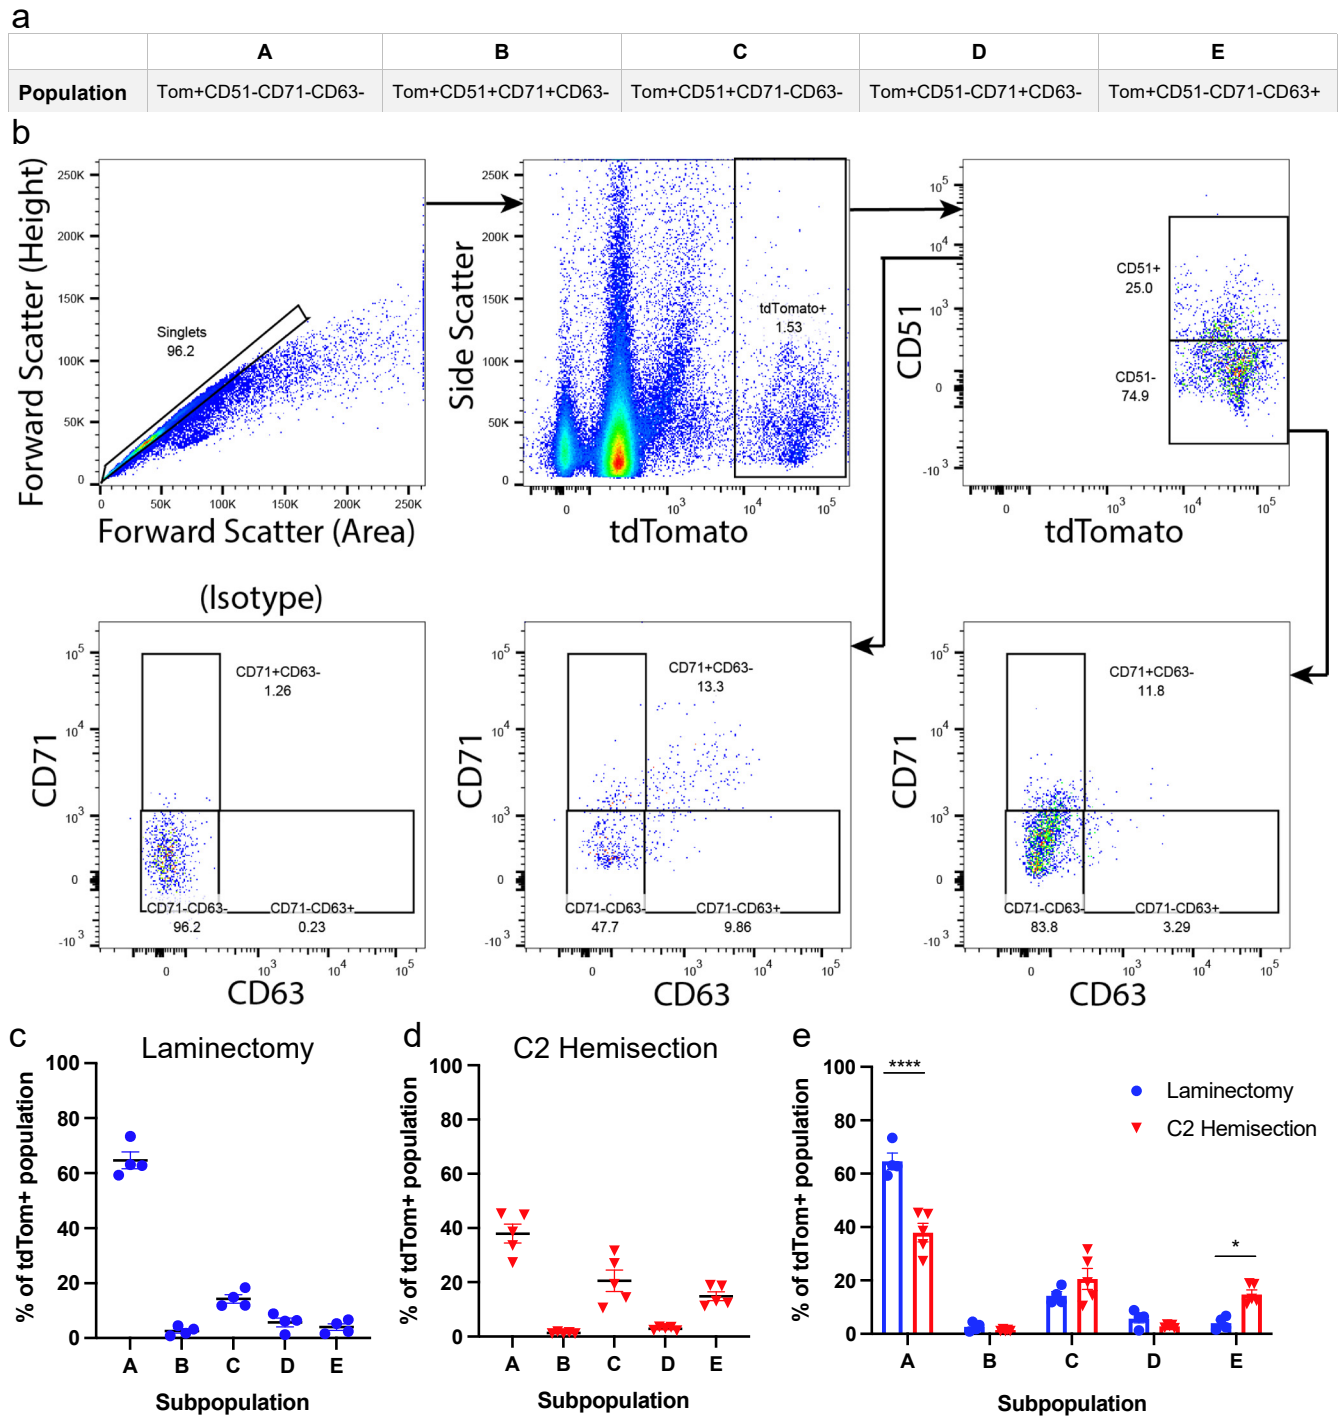 a
A B C D E
Population Tom+CD51-CD71-CD63- Tom+CD51+CD71+CD63- Tom+CD51+CD71-CD63- Tom+CD51-CD71+CD63- Tom+CD51-CD71-CD63+
b
Forward Scatter (Height)
250K
200K
150K
100K
50K
0
Singlets
96.2
0 50K 100K 150K 200K 250K
Forward Scatter (Area)
Side Scatter
250K
200K
150K
100K
50K
0
tdTomato+
1.53
0 10^3 10^4 10^5
tdTomato
CD51
10^5
10^4
10^3
0
-10^3
CD51+
25.0
CD51-
74.9
0 10^3 10^4 10^5
tdTomato
(Isotype)
CD71
10^5
10^4
10^3
0
-10^3
CD71+CD63-
1.26
CD71-CD63-
96.2
CD71-CD63+
0.23
0 10^3 10^4 10^5
CD63
CD71
10^5
10^4
10^3
0
-10^3
CD71+CD63-
13.3
CD71-CD63-
47.7
CD71-CD63+
9.86
0 10^3 10^4 10^5
CD63
CD71
10^5
10^4
10^3
0
-10^3
CD71+CD63-
11.8
CD71-CD63-
83.8
CD71-CD63+
3.29
0 10^3 10^4 10^5
CD63
c
Laminectomy
% of tdTom+ population
100
80
60
40
20
0
A B C D E
Subpopulation
d
C2 Hemisection
% of tdTom+ population
100
80
60
40
20
0
A B C D E
Subpopulation
e
% of tdTom+ population
100
80
60
40
20
0
****
*
Laminectomy
C2 Hemisection
A B C D E
Subpopulation